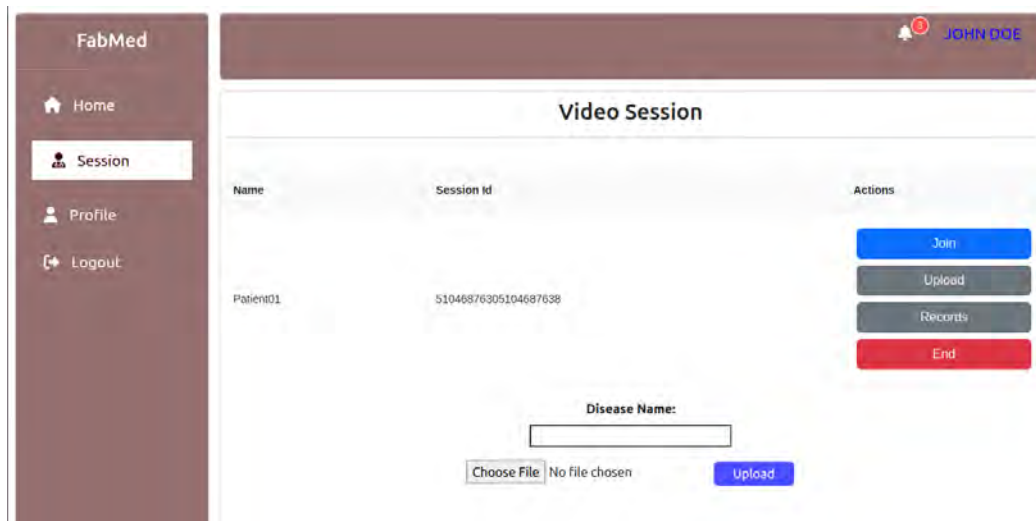 FabMed
JOHN DOE
Home
Session
Profile
Logout
Video Session
Name Session Id Actions
Join
Upload
Records
End
Patient01 51046876305104687638
Disease Name:
Choose File No file chosen Upload